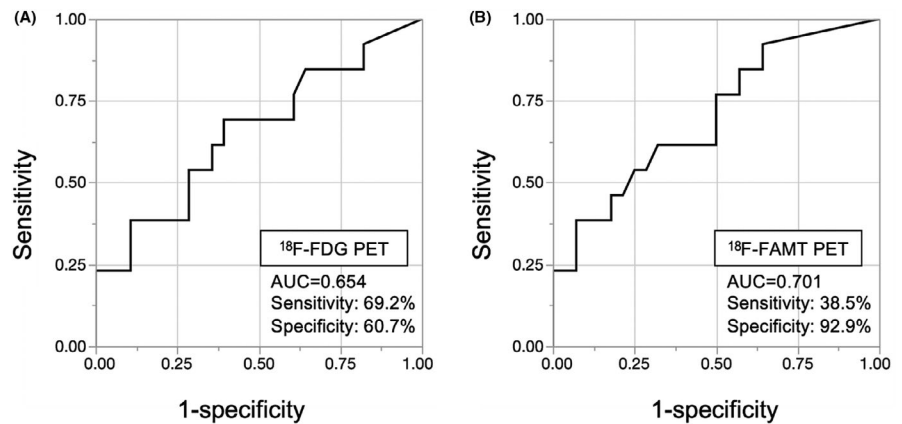 (A)
1.00
0.75
0.50
0.25
0.00
Sensitivity
¹⁸F-FDG PET
AUC=0.654
Sensitivity: 69.2%
Specificity: 60.7%
0.00 0.25 0.50 0.75 1.00
1-specificity
(B)
1.00
0.75
0.50
0.25
0.00
Sensitivity
¹⁸F-FAMT PET
AUC=0.701
Sensitivity: 38.5%
Specificity: 92.9%
0.00 0.25 0.50 0.75 1.00
1-specificity